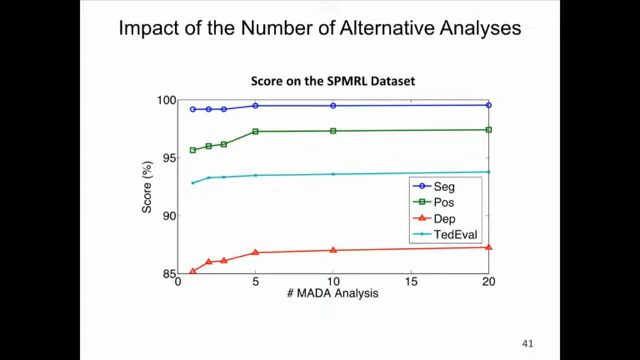 Impact of the Number of Alternative Analyses
Score on the SPMRL Dataset
100
95
90
85
Score (%)
Seg
Pos
Dep
TedEval
0
5
10
15
20
# MADA Analysis
41